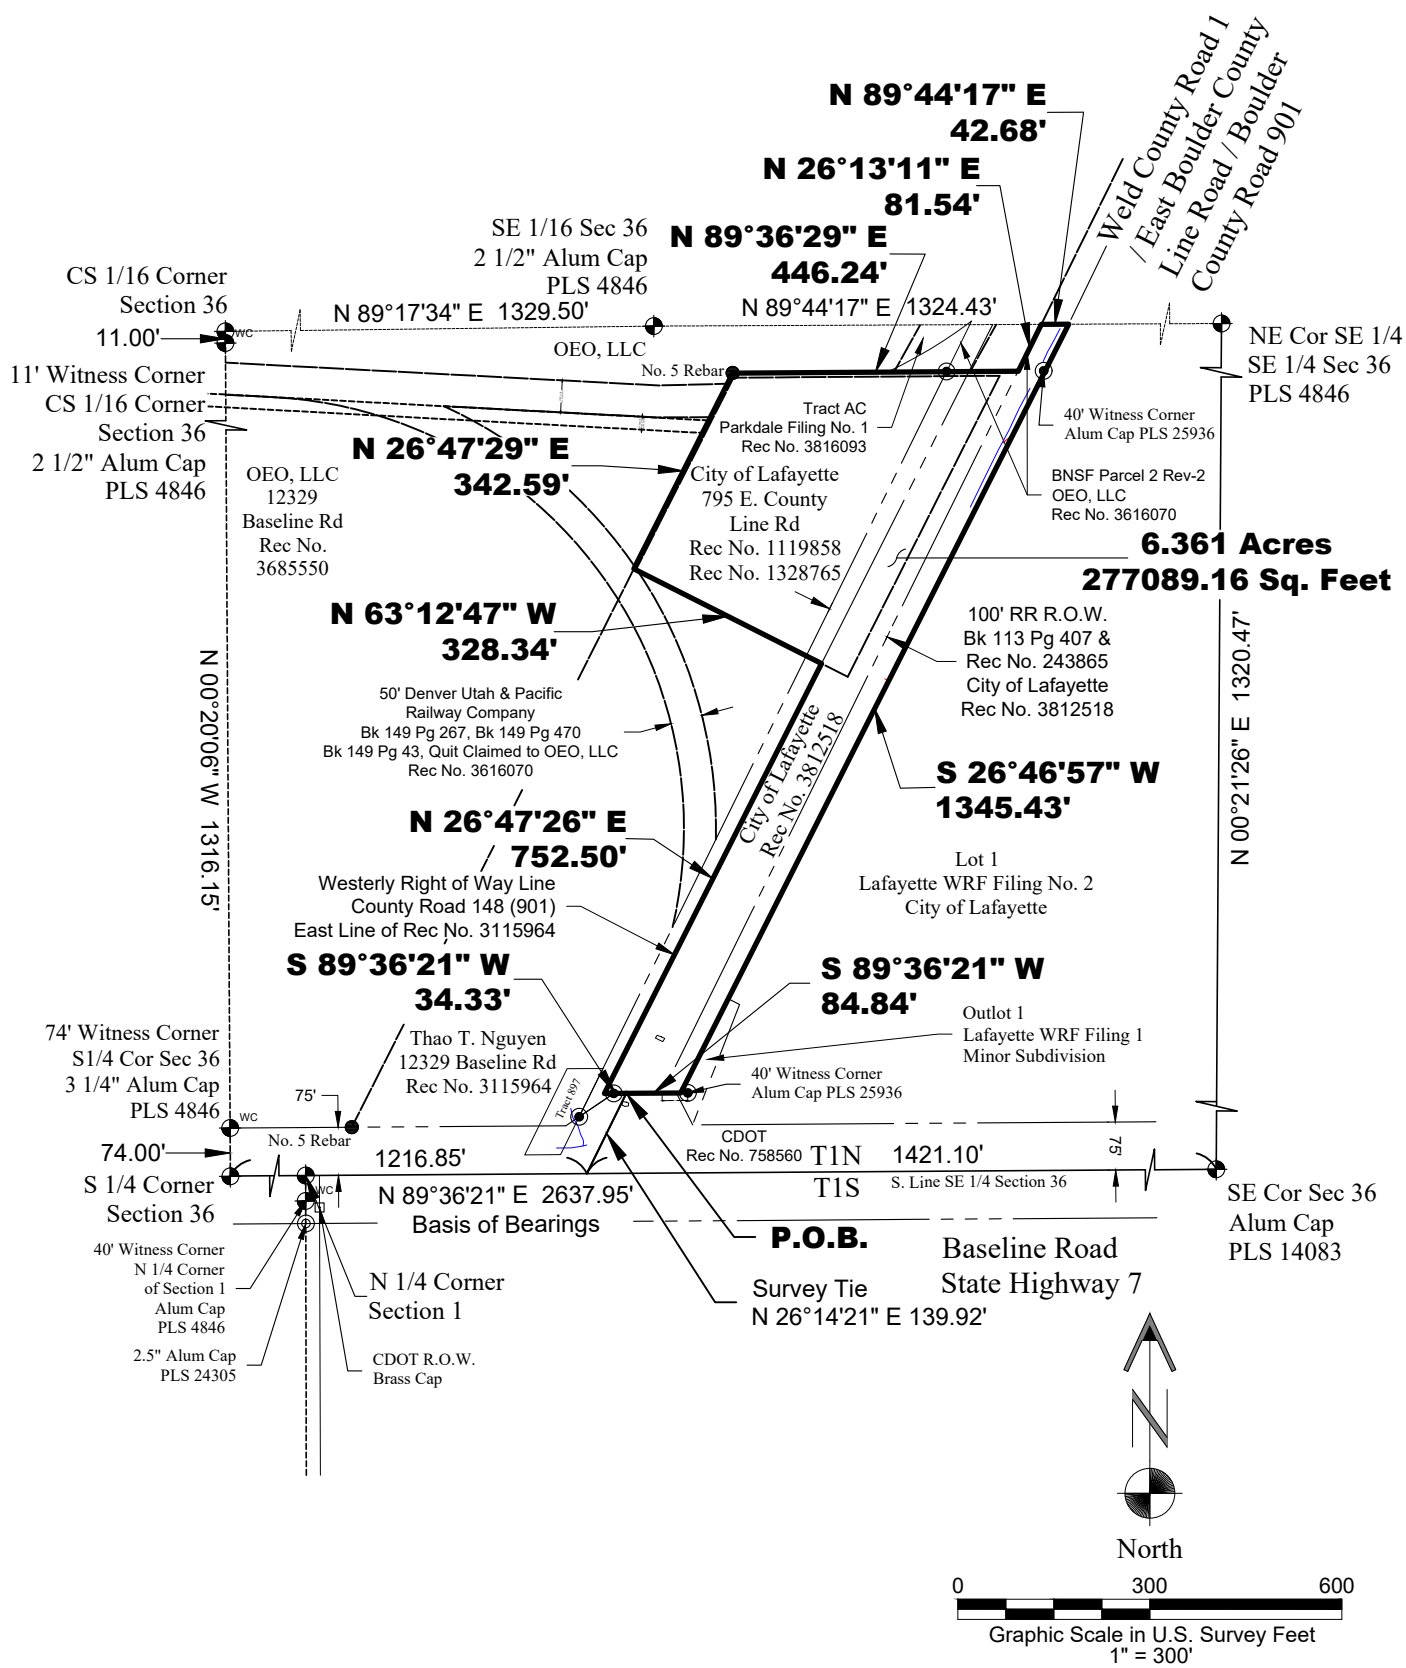 Weld County Road 1
/ East Boulder County
Line Road / Boulder
County Road 901
N 89°44'17" E
42.68'
N 26°13'11" E
81.54'
SE 1/16 Sec 36
2 1/2" Alum Cap
PLS 4846
N 89°36'29" E
446.24'
CS 1/16 Corner
Section 36
WC
11.00'
N 89°17'34" E 1329.50'
N 89°44'17" E 1324.43'
NE Cor SE 1/4
SE 1/4 Sec 36
PLS 4846
OEO, LLC
No. 5 Rebar
11' Witness Corner
CS 1/16 Corner
Section 36
2 1/2" Alum Cap
PLS 4846
Tract AC
Parkdale Filing No. 1
Rec No. 3816093
40' Witness Corner
Alum Cap PLS 25936
OEO, LLC
12329
Baseline Rd
Rec No.
3685550
N 26°47'29" E
342.59'
City of Lafayette
795 E. County
Line Rd
Rec No. 1119858
Rec No. 1328765
BNSF Parcel 2 Rev-2
OEO, LLC
Rec No. 3616070
6.361 Acres
277089.16 Sq. Feet
N 63°12'47" W
328.34'
100' RR R.O.W.
Bk 113 Pg 407 &
Rec No. 243865
City of Lafayette
Rec No. 3812518
N 00°20'06" W 1316.15'
N 00°21'26" E 1320.47'
50' Denver Utah & Pacific
Railway Company
Bk 149 Pg 267, Bk 149 Pg 470
Bk 149 Pg 43, Quit Claimed to OEO, LLC
Rec No. 3616070
City of Lafayette
Rec No. 3812518
S 26°46'57" W
1345.43'
N 26°47'26" E
752.50'
Lot 1
Lafayette WRF Filing No. 2
City of Lafayette
Westerly Right of Way Line
County Road 148 (901)
East Line of Rec No. 3115964
S 89°36'21" W
34.33'
S 89°36'21" W
84.84'
74' Witness Corner
S1/4 Cor Sec 36
3 1/4" Alum Cap
PLS 4846
Thao T. Nguyen
12329 Baseline Rd
Rec No. 3115964
Outlot 1
Lafayette WRF Filing 1
Minor Subdivision
40' Witness Corner
Alum Cap PLS 25936
Tract 897
75'
WC
No. 5 Rebar
CDOT
Rec No. 758560
75'
74.00'
1216.85'
T1N
T1S
1421.10'
S. Line SE 1/4 Section 36
S 1/4 Corner
Section 36
WC
N 89°36'21" E 2637.95'
Basis of Bearings
SE Cor Sec 36
Alum Cap
PLS 14083
P.O.B.
Baseline Road
State Highway 7
40' Witness Corner
N 1/4 Corner
of Section 1
Alum Cap
PLS 4846
N 1/4 Corner
Section 1
Survey Tie
N 26°14'21" E 139.92'
2.5" Alum Cap
PLS 24305
CDOT R.O.W.
Brass Cap
N
North
0 300 600
Graphic Scale in U.S. Survey Feet
1" = 300'